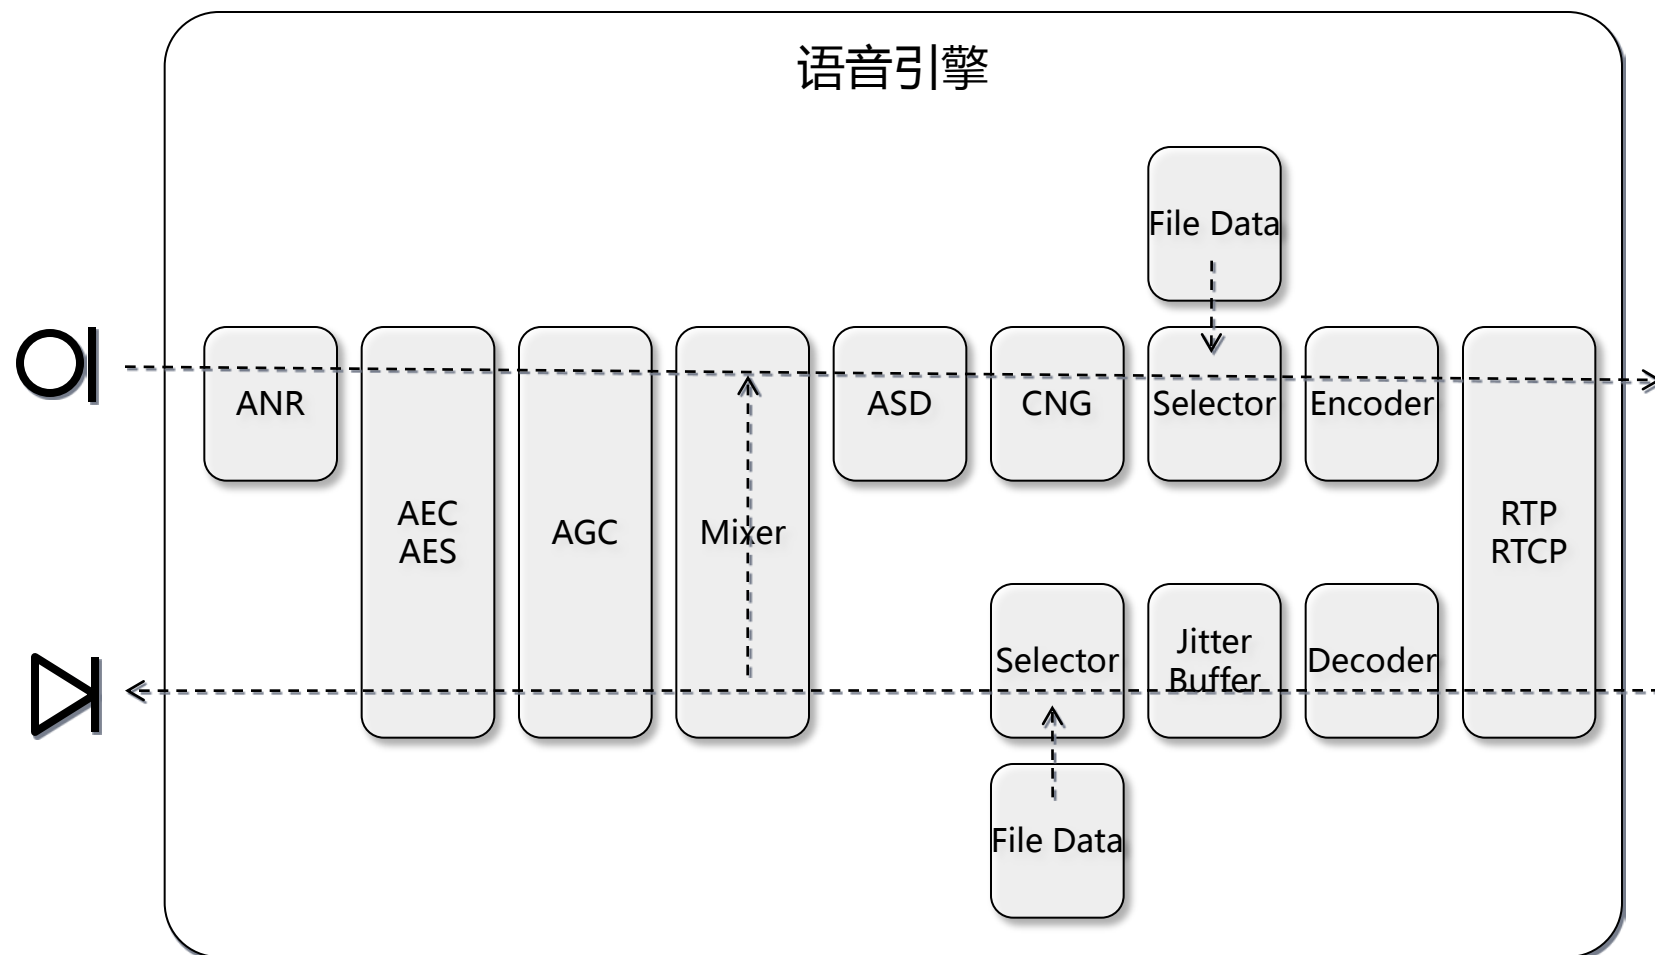 语音引擎
File Data
ANR
AEC
AES
AGC
Mixer
ASD
CNG
Selector
Encoder
RTP
RTCP
Selector
Jitter
Buffer
Decoder
File Data